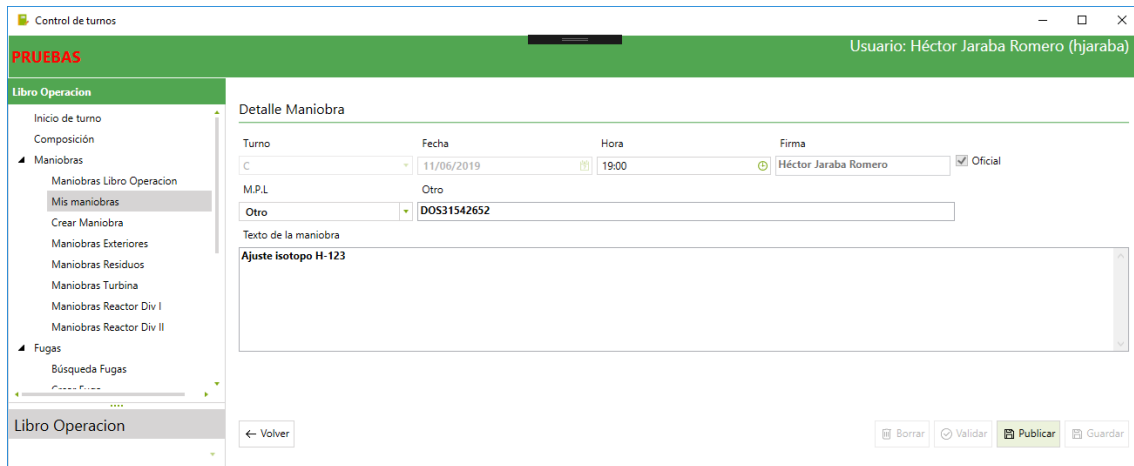 Control de turnos
PRUEBAS
Usuario: Héctor Jaraba Romero (hjaraba)
Libro Operacion
Inicio de turno
Composición
Maniobras
Maniobras Libro Operacion
Mis maniobras
Crear Maniobra
Maniobras Exteriores
Maniobras Residuos
Maniobras Turbina
Maniobras Reactor Div I
Maniobras Reactor Div II
Fugas
Búsqueda Fugas
Libro Operacion
Detalle Maniobra
Turno Fecha Hora Firma
C 11/06/2019 19:00 Héctor Jaraba Romero Oficial
M.P.L Otro
Otro DOS31542652
Texto de la maniobra
Ajuste isotopo H-123
Volver Borrar Validar Publicar Guardar